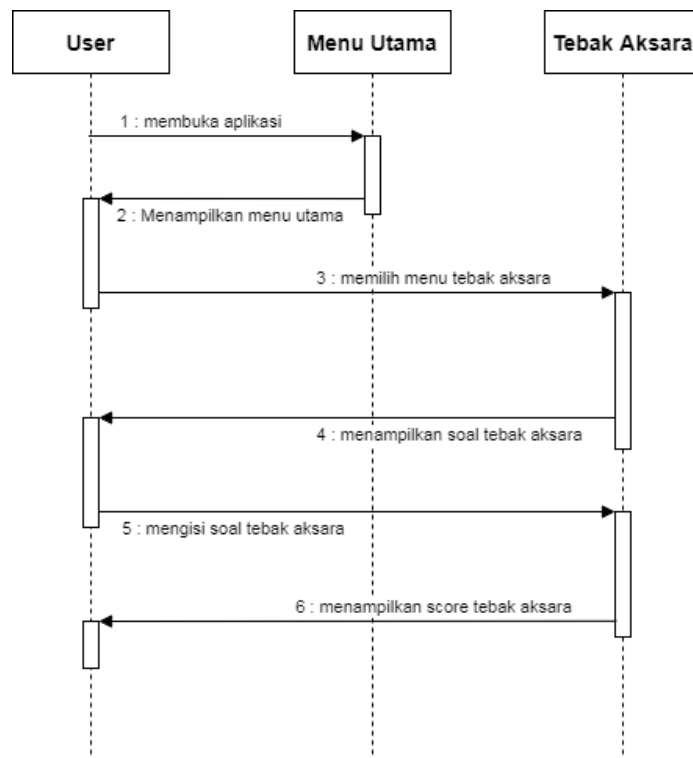 User
Menu Utama
Tebak Aksara
1 : membuka aplikasi
2 : Menampilkan menu utama
3 : memilih menu tebak aksara
4 : menampilkan soal tebak aksara
5 : mengisi soal tebak aksara
6 : menampilkan score tebak aksara